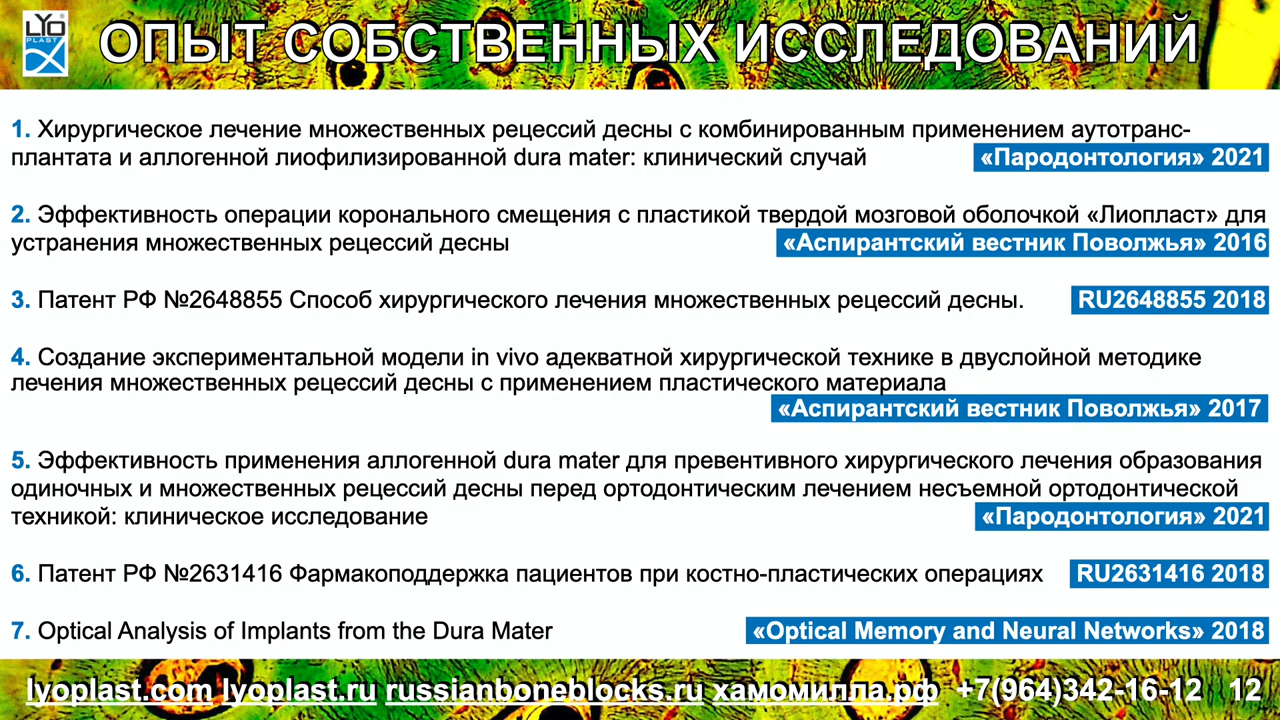 LYO
PLAST
ОПЫТ СОБСТВЕННЫХ ИССЛЕДОВАНИЙ
1. Хирургическое лечение множественных рецессий десны с комбинированным применением аутотранс-
плантата и аллогенной лиофилизированной dura mater: клинический случай «Пародонтология» 2021
2. Эффективность операции коронального смещения с пластикой твердой мозговой оболочкой «Лиопласт» для
устранения множественных рецессий десны «Аспирантский вестник Поволжья» 2016
3. Патент РФ №2648855 Способ хирургического лечения множественных рецессий десны. RU2648855 2018
4. Создание экспериментальной модели in vivo адекватной хирургической технике в двуслойной методике
лечения множественных рецессий десны с применением пластического материала
«Аспирантский вестник Поволжья» 2017
5. Эффективность применения аллогенной dura mater для превентивного хирургического лечения образования
одиночных и множественных рецессий десны перед ортодонтическим лечением несъемной ортодонтической
техникой: клиническое исследование «Пародонтология» 2021
6. Патент РФ №2631416 Фармакоподдержка пациентов при костно-пластических операциях RU2631416 2018
7. Optical Analysis of Implants from the Dura Mater «Optical Memory and Neural Networks» 2018
lyoplast.com lyoplast.ru russianboneblocks.ru хамомилла.рф +7(964)342-16-12 12